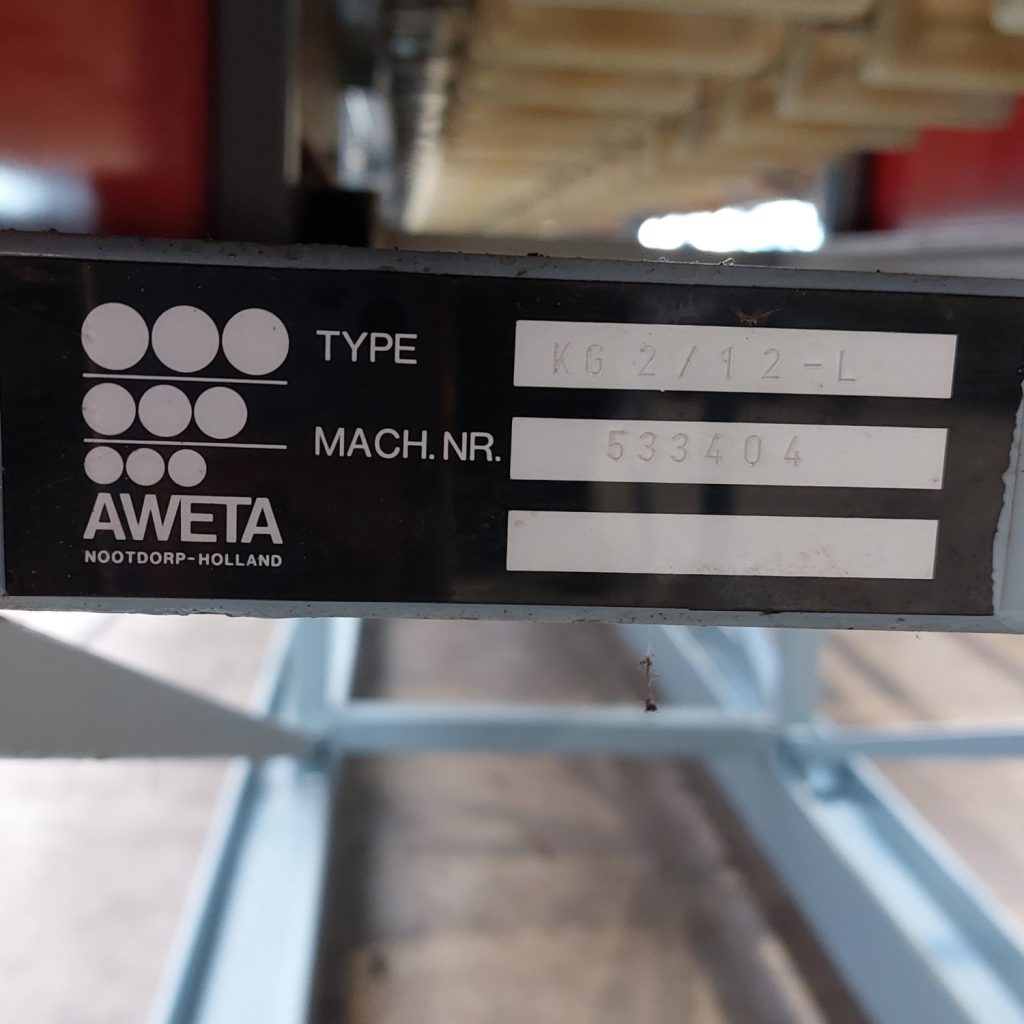 TYPE KG 2/12-L
MACH. NR. 533404
AWETA
NOOTDORP-HOLLAND